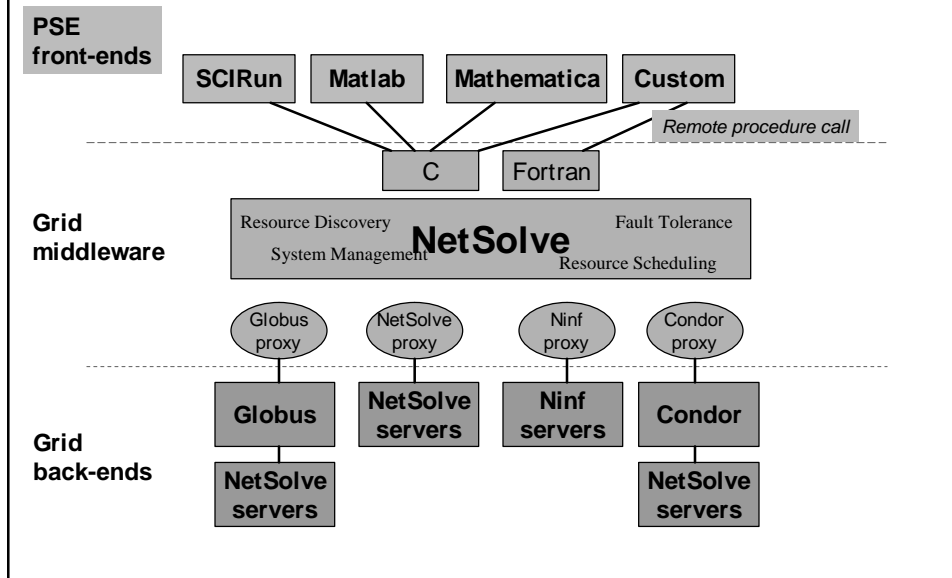 PSE
front-ends
SCIRun
Matlab
Mathematica
Custom
Remote procedure call
C
Fortran
Grid
middleware
Resource Discovery
System Management
NetSolve
Fault Tolerance
Resource Scheduling
Globus
proxy
NetSolve
proxy
Ninf
proxy
Condor
proxy
Grid
back-ends
Globus
NetSolve
servers
Ninf
servers
Condor
NetSolve
servers
NetSolve
servers